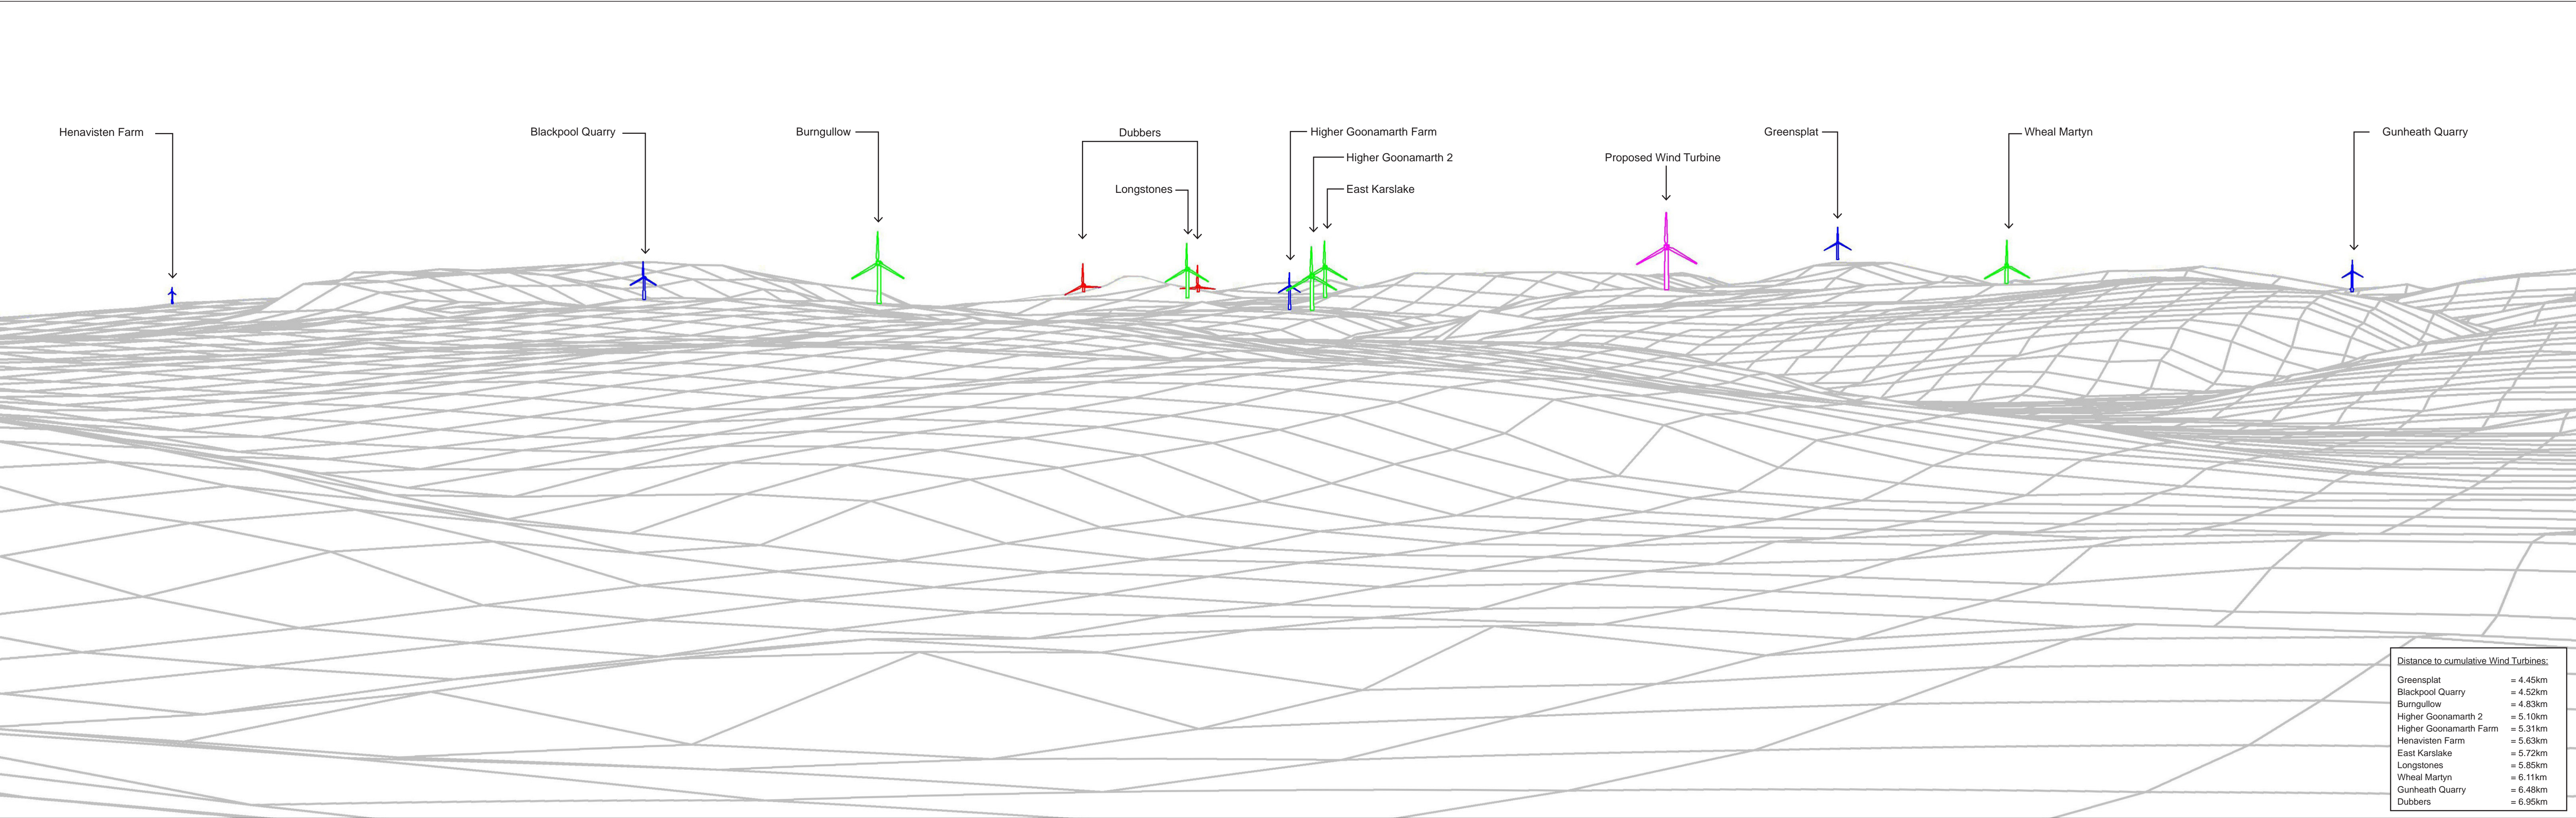 Henavisten Farm
Blackpool Quarry
Burngullow
Dubbers
Longstones
Higher Goonamarth Farm
Higher Goonamarth 2
East Karslake
Proposed Wind Turbine
Greensplat
Wheal Martyn
Gunheath Quarry
Distance to cumulative Wind Turbines:
Greensplat = 4.45km
Blackpool Quarry = 4.52km
Burngullow = 4.83km
Higher Goonamarth 2 = 5.10km
Higher Goonamarth Farm = 5.31km
Henavisten Farm = 5.63km
East Karslake = 5.72km
Longstones = 5.85km
Wheal Martyn = 6.11km
Gunheath Quarry = 6.48km
Dubbers = 6.95km